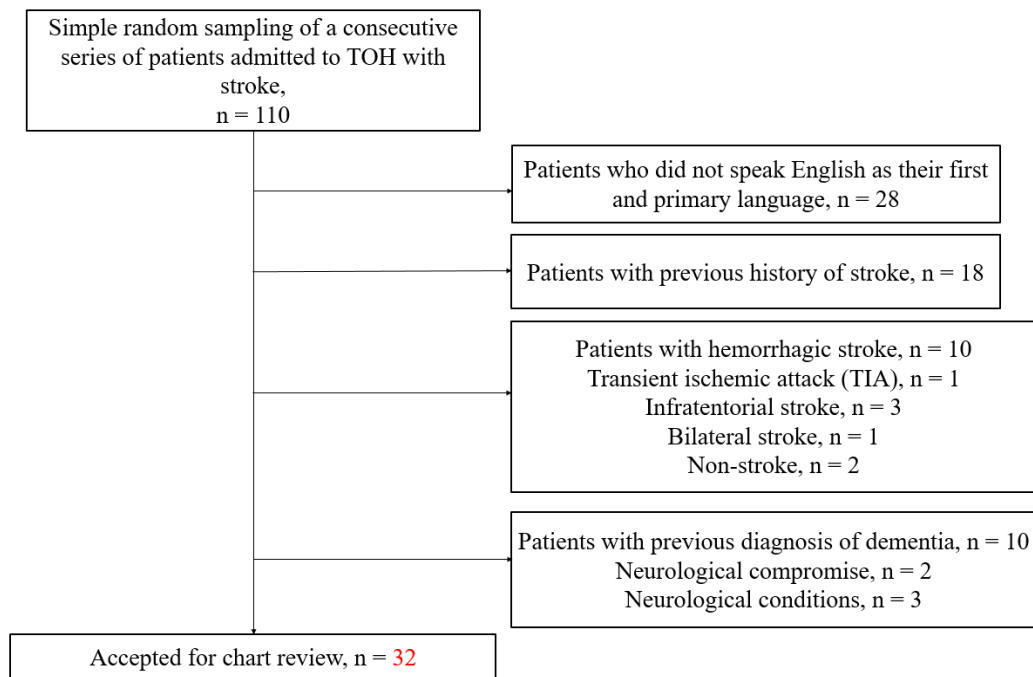 Simple random sampling of a consecutive
series of patients admitted to TOH with
stroke,
n = 110
Patients who did not speak English as their first
and primary language, n = 28
Patients with previous history of stroke, n = 18
Patients with hemorrhagic stroke, n = 10
Transient ischemic attack (TIA), n = 1
Infratentorial stroke, n = 3
Bilateral stroke, n = 1
Non-stroke, n = 2
Patients with previous diagnosis of dementia, n = 10
Neurological compromise, n = 2
Neurological conditions, n = 3
Accepted for chart review, n = 32